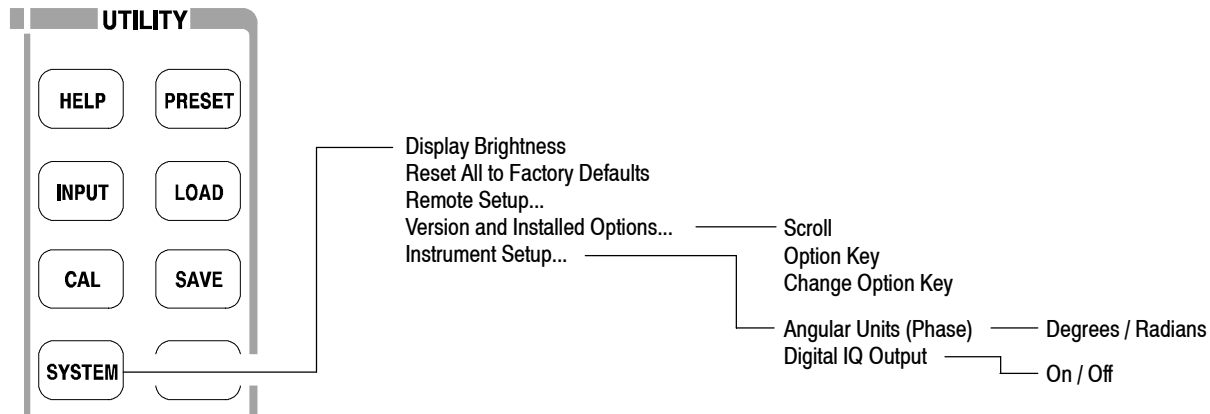 UTILITY
HELP
PRESET
INPUT
LOAD
CAL
SAVE
SYSTEM
Display Brightness
Reset All to Factory Defaults
Remote Setup...
Version and Installed Options...
Instrument Setup...
Scroll
Option Key
Change Option Key
Angular Units (Phase)
Digital IQ Output
Degrees / Radians
On / Off